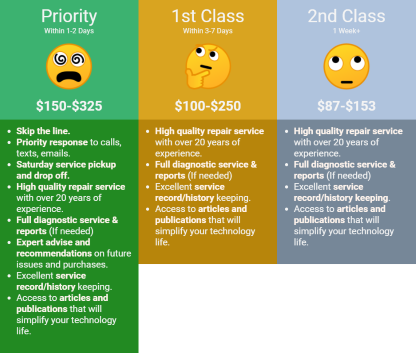 Priority
Within 1-2 Days
$150-$325
Skip the line.
Priority response to calls,
texts, emails.
Saturday service pickup
and drop off.
High quality repair service
with over 20 years of
experience.
Full diagnostic service &
reports (If needed)
Expert advise and
recommendations on future
issues and purchases.
Excellent service
record/history keeping.
Access to articles and
publications that will
simplify your technology
life.
1st Class
Within 3-7 Days
$100-$250
High quality repair service
with over 20 years of
experience.
Full diagnostic service &
reports (If needed)
Excellent service
record/history keeping.
Access to articles and
publications that will
simplify your technology
life.
2nd Class
1 Week+
$87-$153
High quality repair service
with over 20 years of
experience.
Full diagnostic service &
reports (If needed)
Excellent service
record/history keeping.
Access to articles and
publications that will
simplify your technology
life.